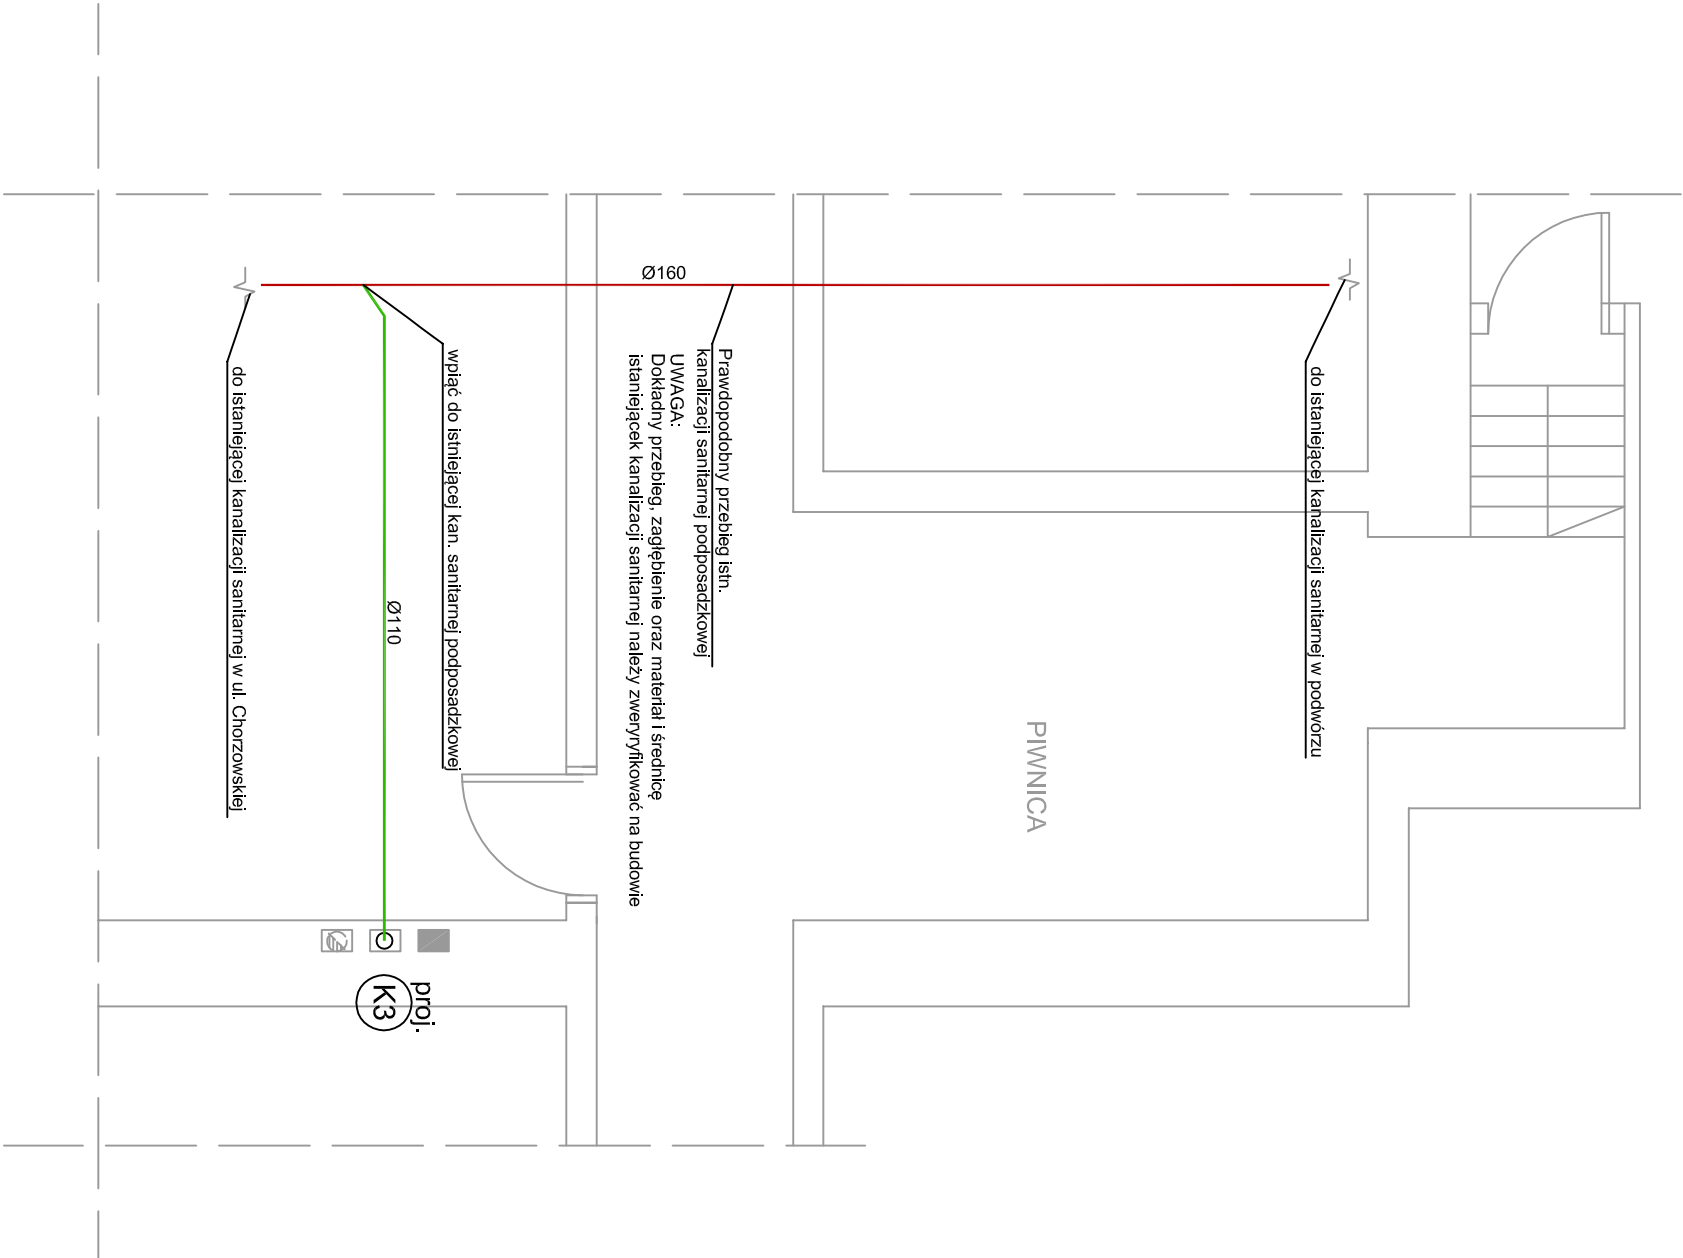 do istaniejącej kanalizacji sanitarnej w podwórzu
PIWNICA
Prawdopodobny przebieg istn.
kanalizacji sanitarnej podposadzkowej
UWAGA:
Dokładny przebieg, zagłębienie oraz materiał i średnicę
istaniejącek kanalizacji sanitarnej należy zweryryfikować na budowie
Ø160
wpiąć do istniejącej kan. sanitarnej podposadzkowej
Ø110
proj.
K3
do istaniejącej kanalizacji sanitarnej w ul. Chorzowskiej